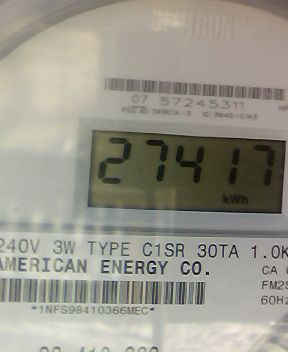 07 57245311
27417
kWh
240V 3W TYPE C1SR 30TA 1.0K
AMERICAN ENERGY CO.
CA
FM2S
60Hz
*1NFS98410366MEC*